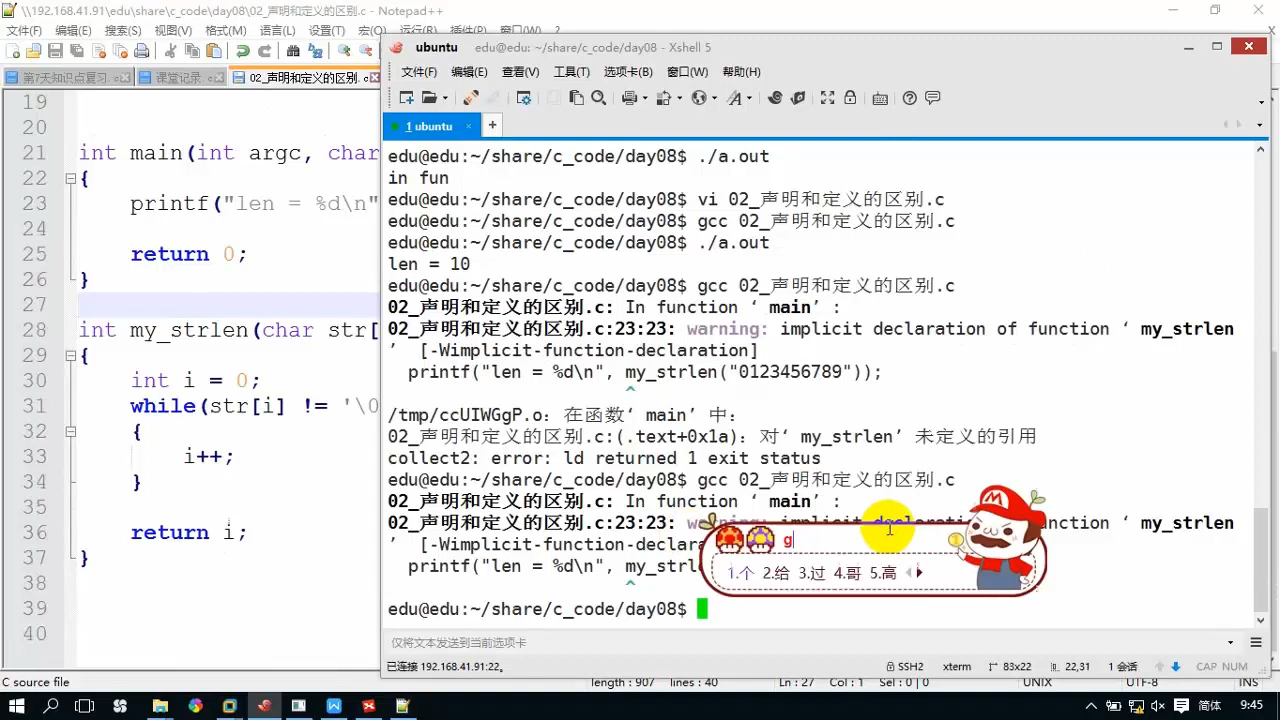 \\192.168.41.91\edu\share\c_code\day08\02_声明和定义的区别.c - Notepad++
文件(F) 编辑(E) 搜索(S) 视图(V) 格式(M) 语言(L) 设置(T) 宏(O) 运行(R) 插件(P) 窗口(W) ?
第7天知识点复习. 课堂记录 02_声明和定义的区别.c
19
20
21 int main(int argc, char
22 {
23 printf("len = %d\n"
24
25 return 0;
26 }
27
28 int my_strlen(char str[
29 {
30 int i = 0;
31 while(str[i] != '\0
32 {
33 i++;
34 }
35
36 return i;
37 }
38
39
40
ubuntu edu@edu: ~/share/c_code/day08 - Xshell 5
文件(F) 编辑(E) 查看(V) 工具(T) 选项卡(B) 窗口(W) 帮助(H)
1 ubuntu × +
edu@edu:~/share/c_code/day08$ ./a.out
in fun
edu@edu:~/share/c_code/day08$ vi 02_声明和定义的区别.c
edu@edu:~/share/c_code/day08$ gcc 02_声明和定义的区别.c
edu@edu:~/share/c_code/day08$ ./a.out
len = 10
edu@edu:~/share/c_code/day08$ gcc 02_声明和定义的区别.c
02_声明和定义的区别.c: In function ‘ main’ :
02_声明和定义的区别.c:23:23: warning: implicit declaration of function ‘ my_strlen
’ [-Wimplicit-function-declaration]
printf("len = %d\n", my_strlen("0123456789"));
^
/tmp/ccUIWGgP.o：在函数‘ main’ 中：
02_声明和定义的区别.c:(.text+0x1a)：对‘ my_strlen’ 未定义的引用
collect2: error: ld returned 1 exit status
edu@edu:~/share/c_code/day08$ gcc 02_声明和定义的区别.c
02_声明和定义的区别.c: In function ‘ main’ :
02_声明和定义的区别.c:23:23: warning: implicit declaration of function ‘ my_strlen
’ [-Wimplicit-function-declara
printf("len = %d\n", my_strle
^
edu@edu:~/share/c_code/day08$
g
1.个 2.给 3.过 4.哥 5.高
仅将文本发送到当前选项卡
已连接 192.168.41.91:22。 SSH2 xterm 83x22 22,31 1 会话 CAP NUM
C source file length : 907 lines : 40 Ln : 27 Col : 1 Sel : 0 | 0 UNIX UTF-8 INS
简体 9:45